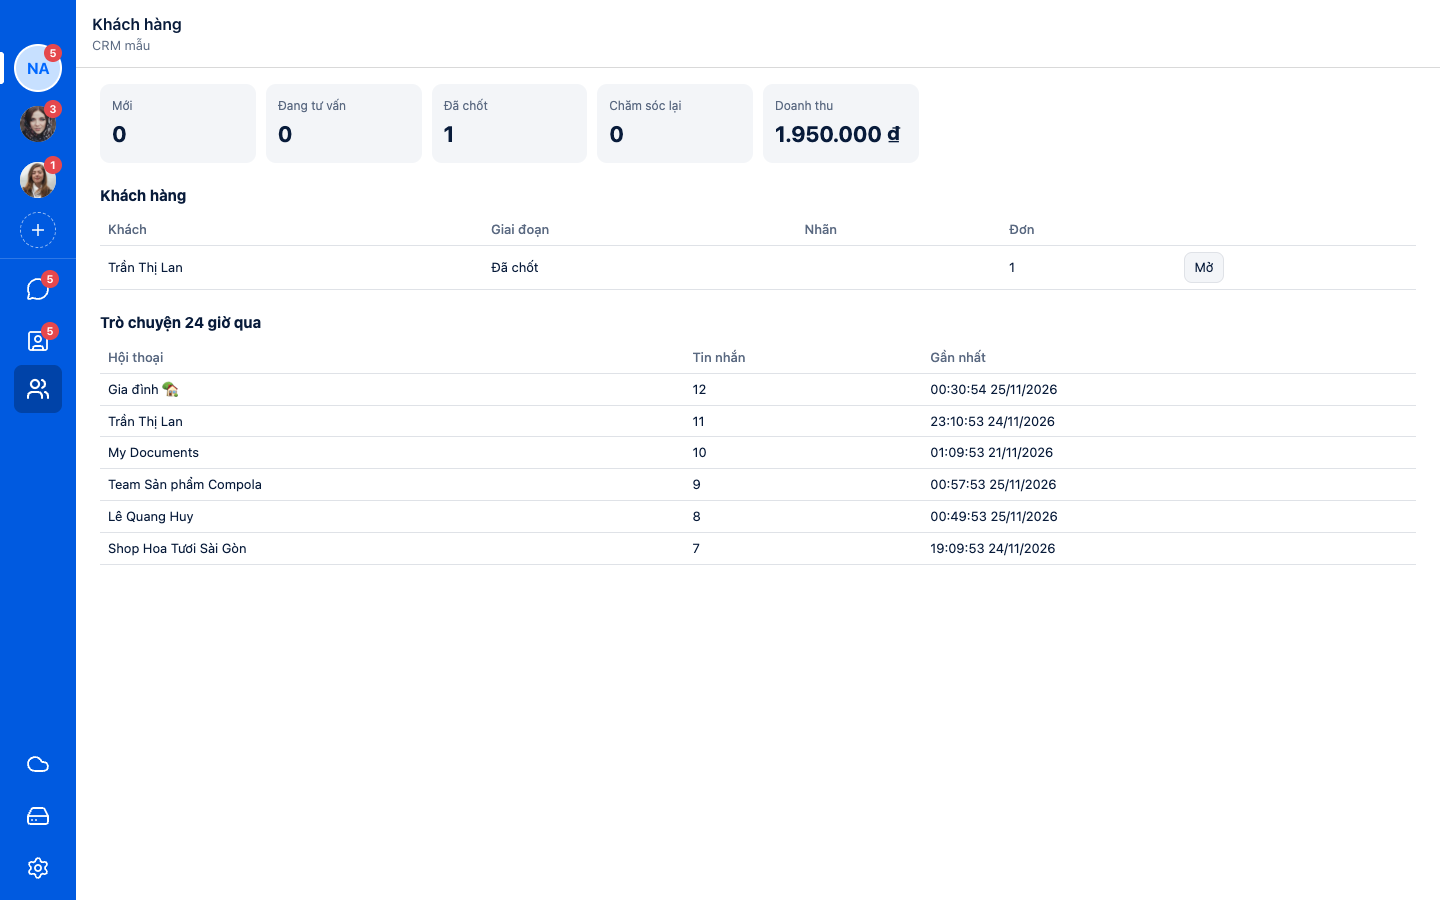 Khách hàng
CRM mẫu
NA
5
3
1
5
5
Mới
0
Đang tư vấn
0
Đã chốt
1
Chăm sóc lại
0
Doanh thu
1.950.000 ₫
Khách hàng
Khách Giai đoạn Nhãn Đơn
Trần Thị Lan Đã chốt 1 Mở
Trò chuyện 24 giờ qua
Hội thoại Tin nhắn Gần nhất
Gia đình 🏡 12 00:30:54 25/11/2026
Trần Thị Lan 11 23:10:53 24/11/2026
My Documents 10 01:09:53 21/11/2026
Team Sản phẩm Compola 9 00:57:53 25/11/2026
Lê Quang Huy 8 00:49:53 25/11/2026
Shop Hoa Tươi Sài Gòn 7 19:09:53 24/11/2026